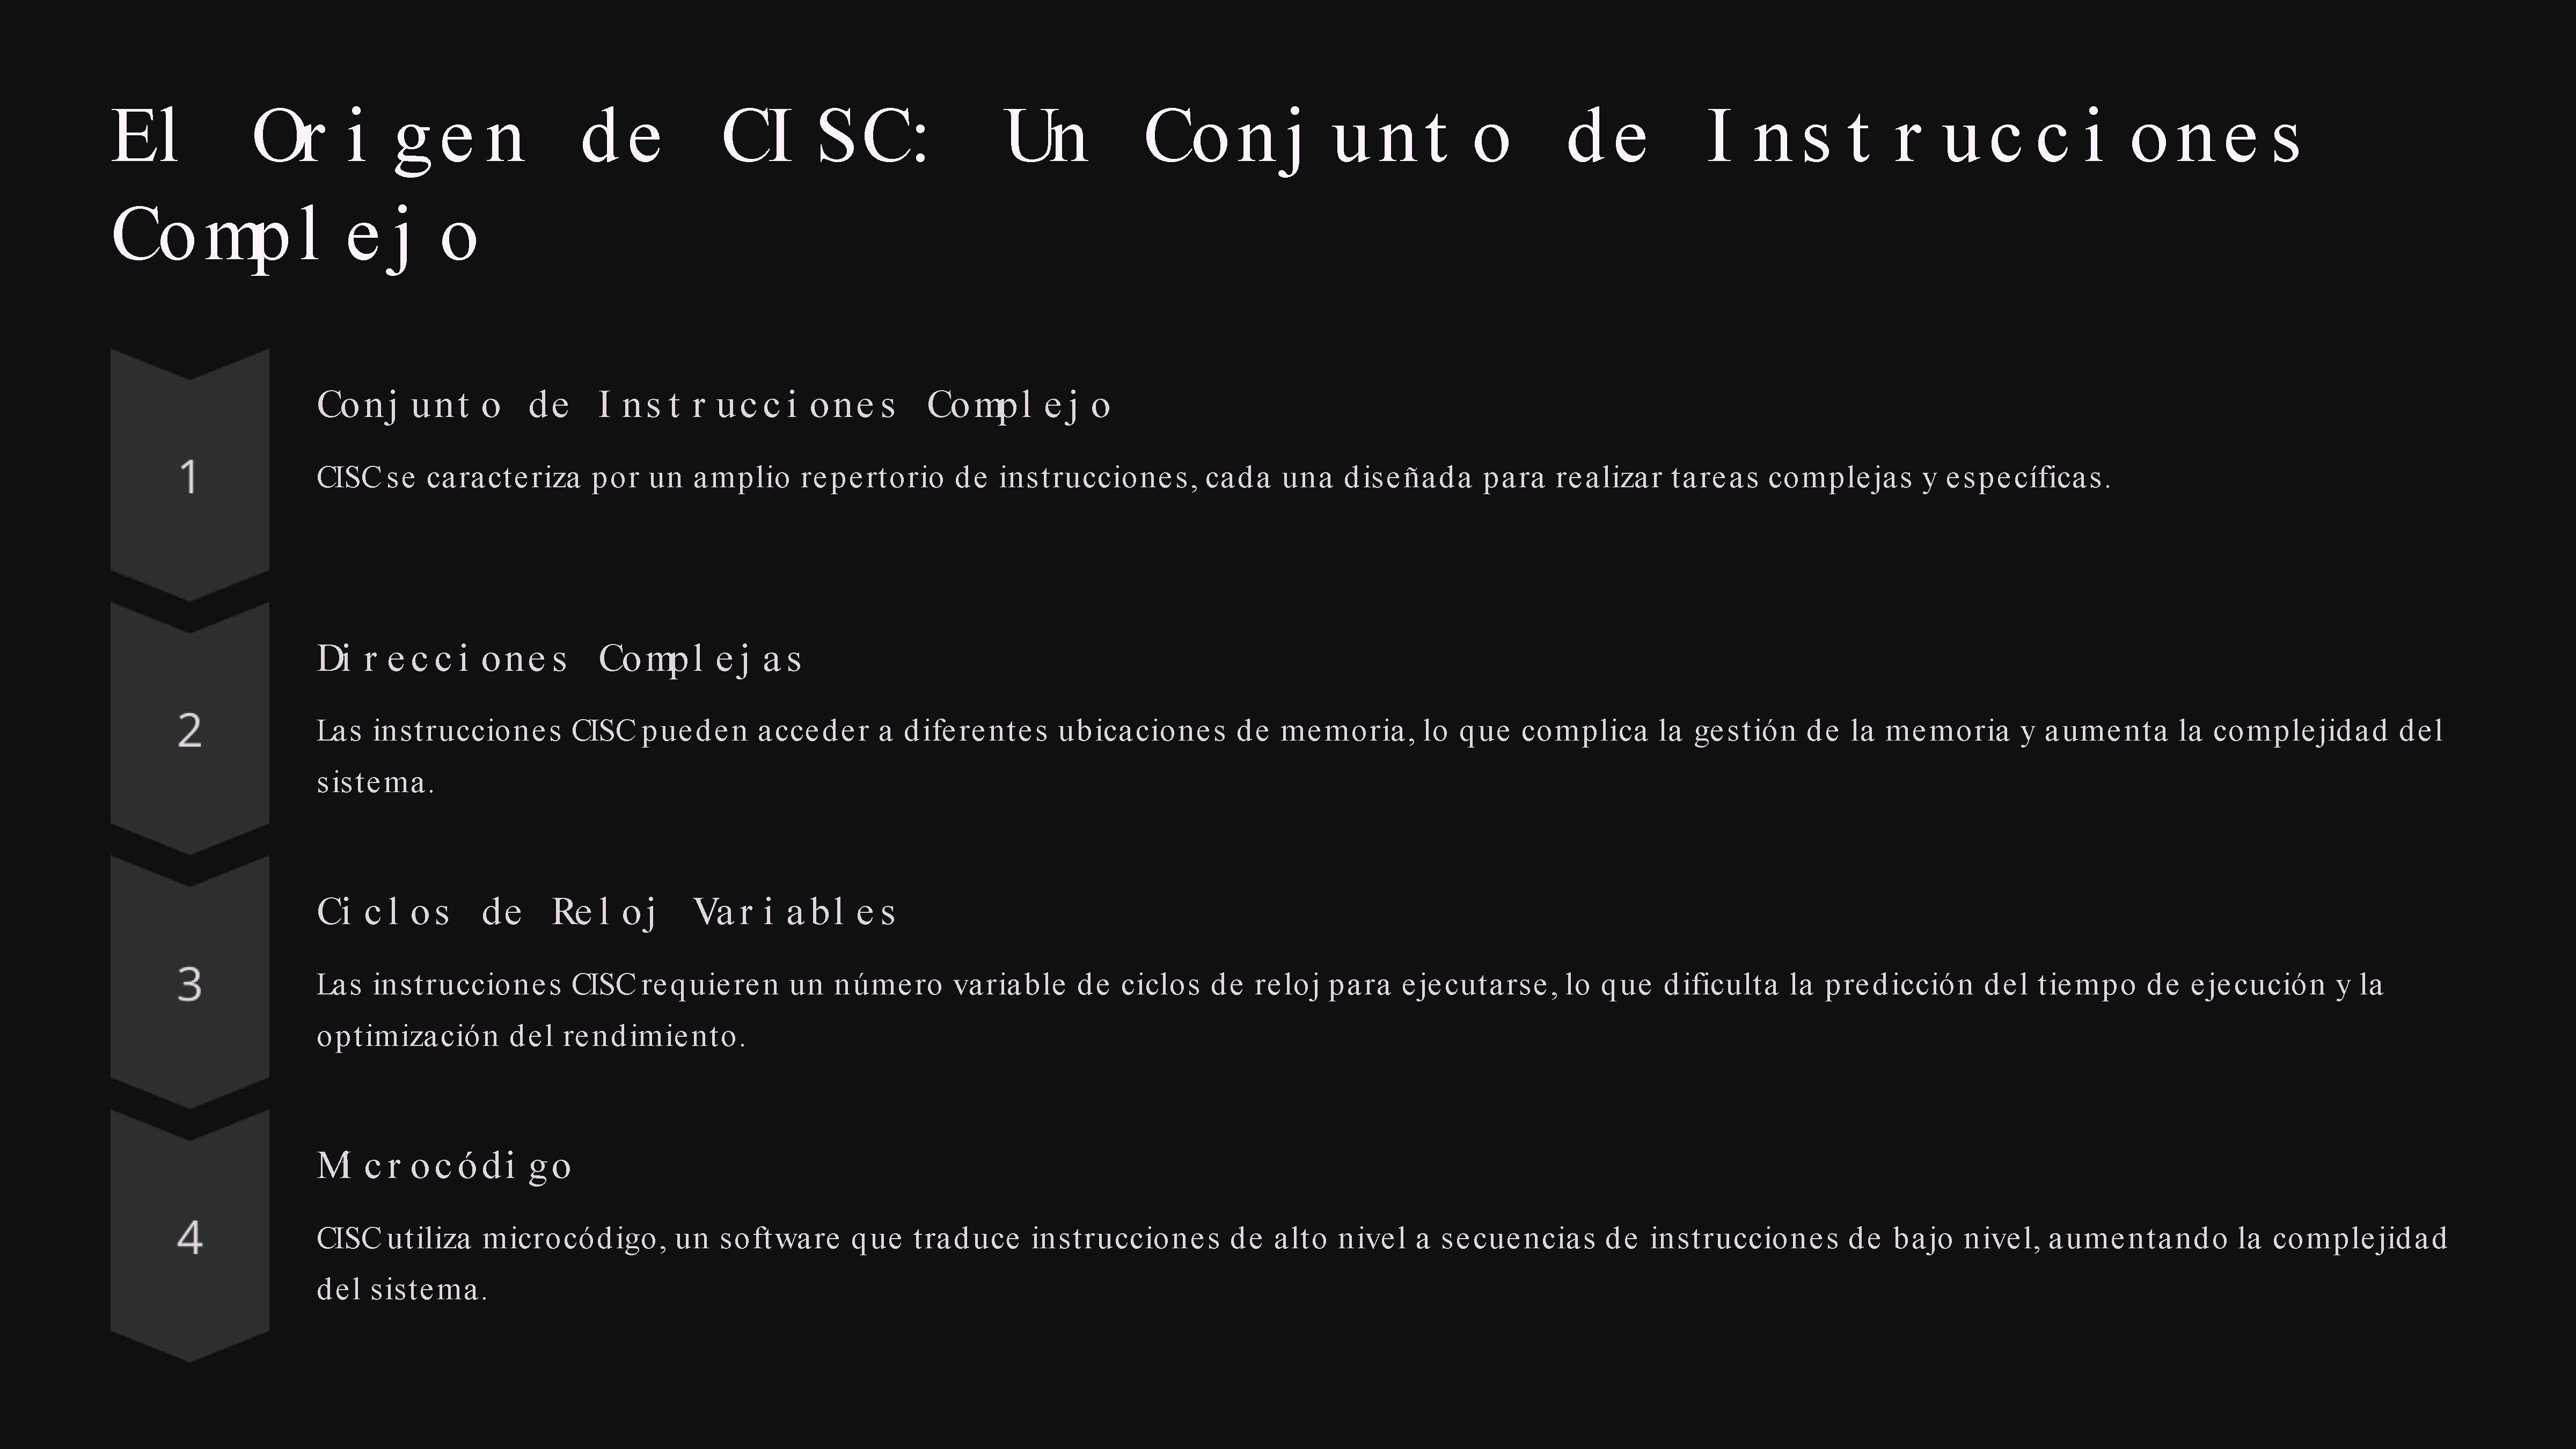 El Origen de CISC: Un Conjunto de Instrucciones
Complejo
Conjunto de Instrucciones Complejo
1
CISC se caracteriza por un amplio repertorio de instrucciones, cada una diseñada para realizar tareas complejas y específicas.
Direcciones Complejas
2
Las instrucciones CISC pueden acceder a diferentes ubicaciones de memoria, lo que complica la gestión de la memoria y aumenta la complejidad del
sistema.
Ciclos de Reloj Variables
3
Las instrucciones CISC requieren un número variable de ciclos de reloj para ejecutarse, lo que dificulta la predicción del tiempo de ejecución y la
optimización del rendimiento.
Microcódigo
4
CISC utiliza microcódigo, un software que traduce instrucciones de alto nivel a secuencias de instrucciones de bajo nivel, aumentando la complejidad
del sistema.